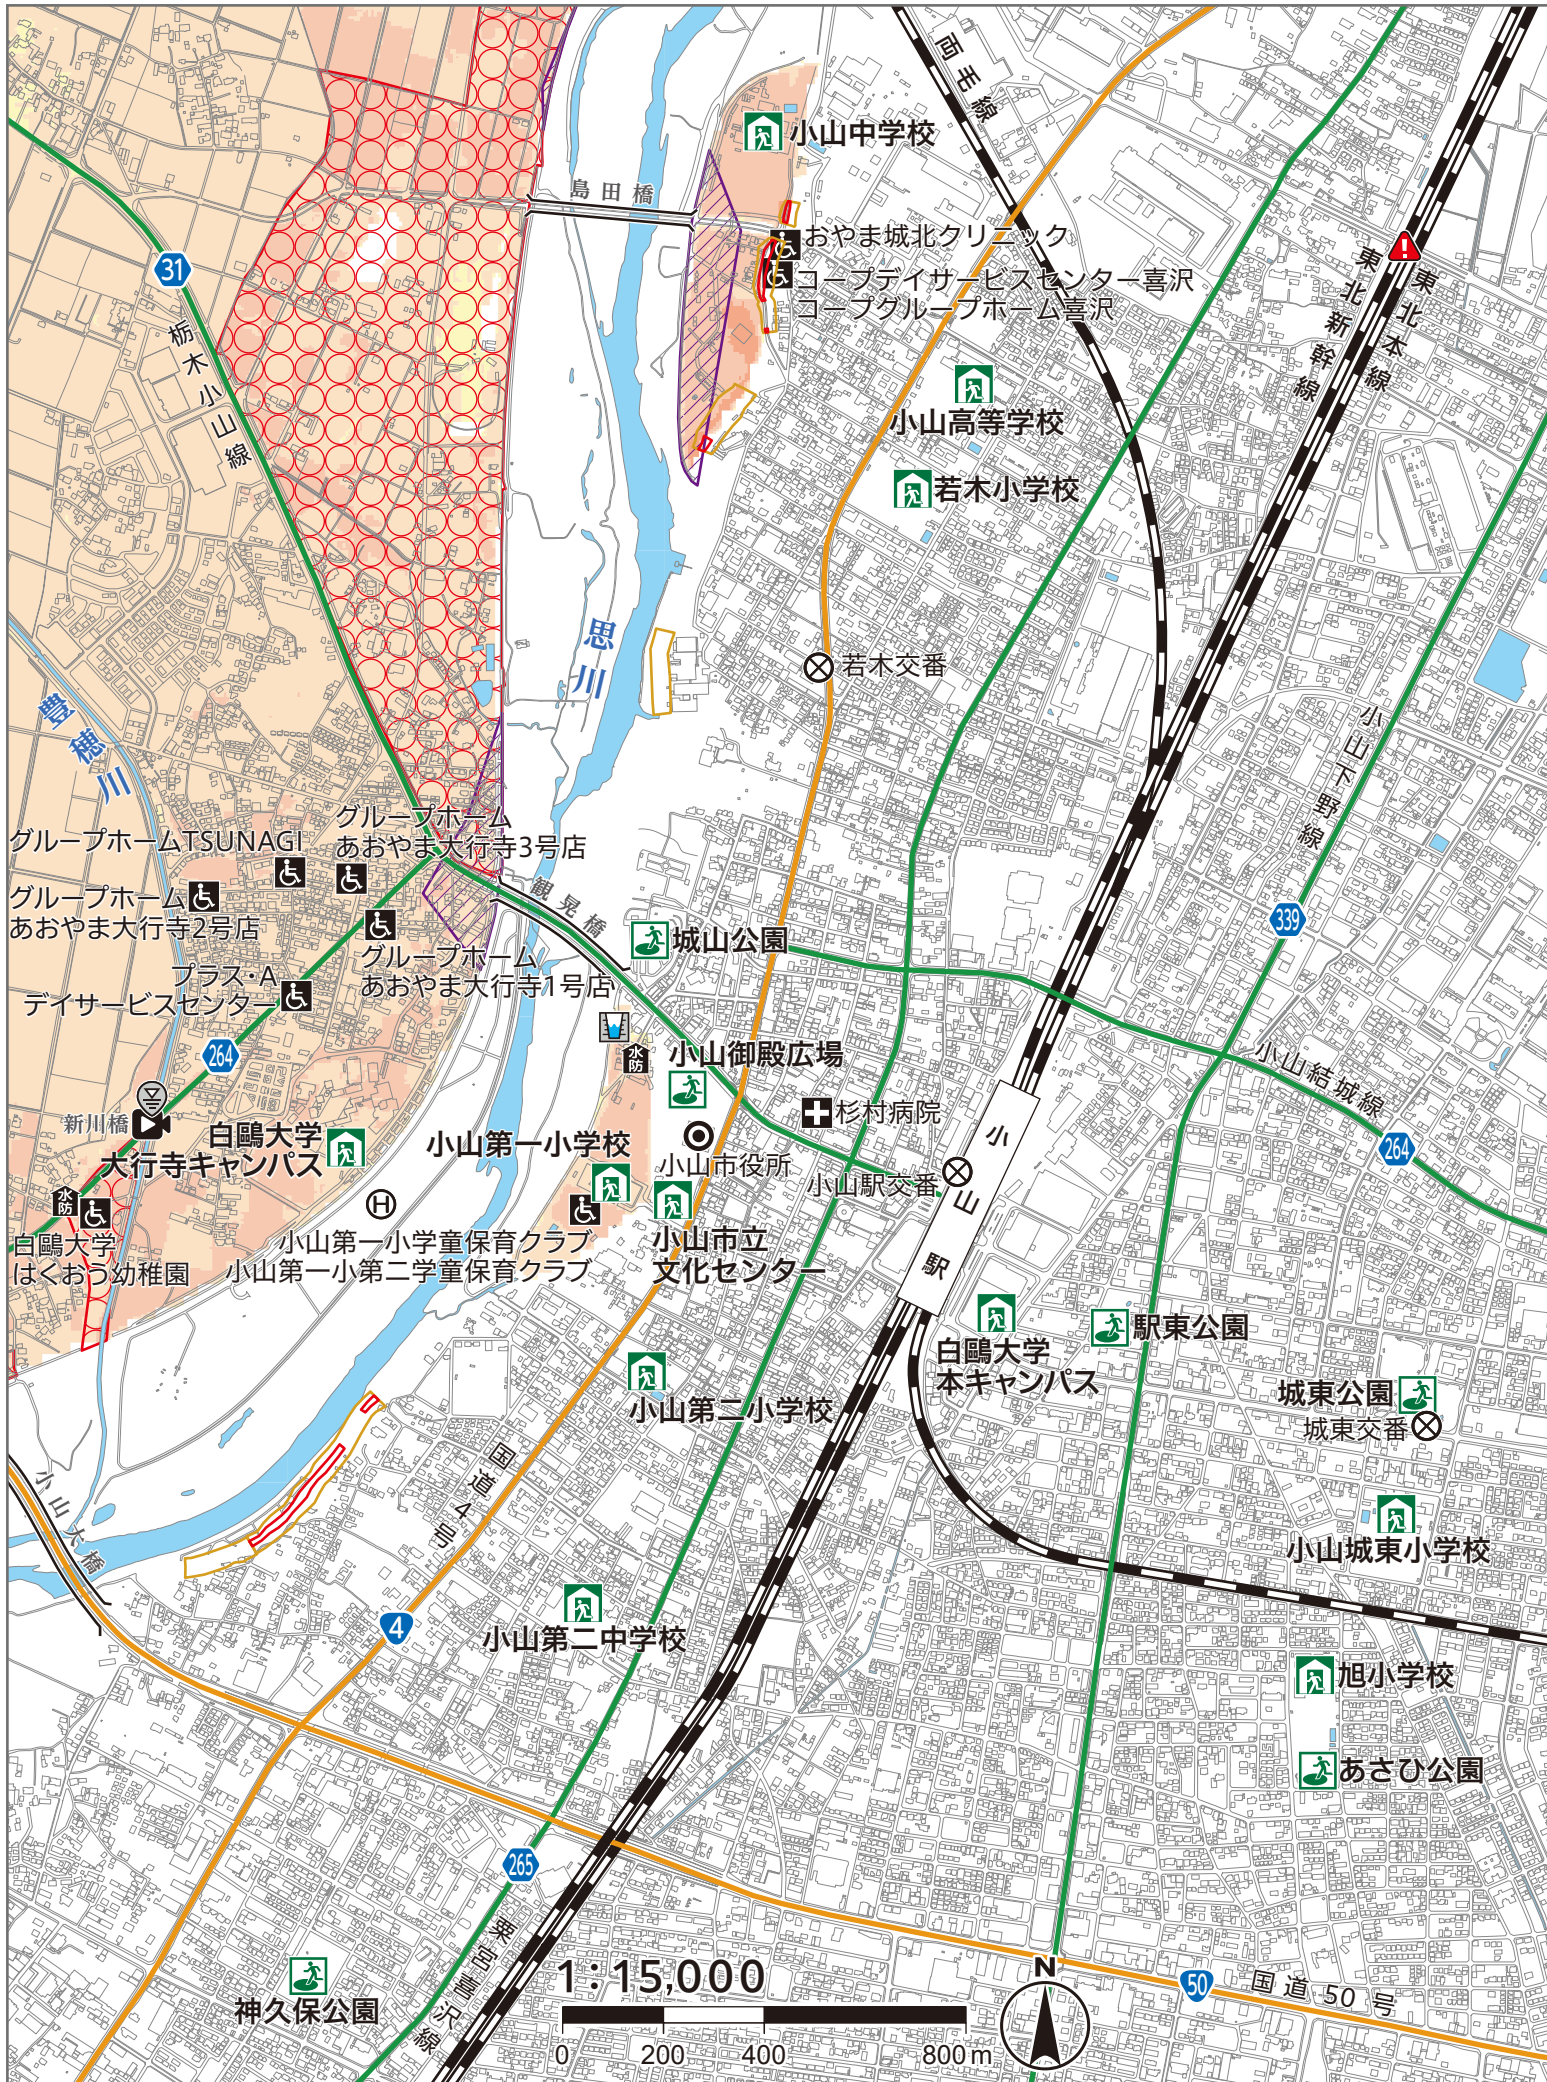 両毛線
小山中学校
島田橋
おやま城北クリニック
コープデイサービスセンター喜沢
コープグループホーム喜沢
31
栃木小山線
東北新幹線
東北本線
小山高等学校
若木小学校
思川
若木交番
豊穂川
小山下野線
グループホームTSUNAGI
グループホーム
あおやま大行寺3号店
グループホーム
あおやま大行寺2号店
観晃橋
339
城山公園
グループホーム
あおやま大行寺1号店
プラス・A
デイサービスセンター
264
水防
小山御殿広場
小山結城線
新川橋
杉村病院
白鷗大学
大行寺キャンパス
小山第一小学校
小山市役所
小山駅交番
小山駅
264
水防
H
白鷗大学
はくおう幼稚園
小山第一小学童保育クラブ
小山第一小第二学童保育クラブ
小山市立
文化センター
白鷗大学
本キャンパス
駅東公園
小山第二小学校
城東公園
城東交番
国道4号
小山大橋
小山城東小学校
4
小山第二中学校
旭小学校
あさひ公園
265
粟宮喜沢線
神久保公園
1:15,000
0
200
400
800m
N
50
国道50号